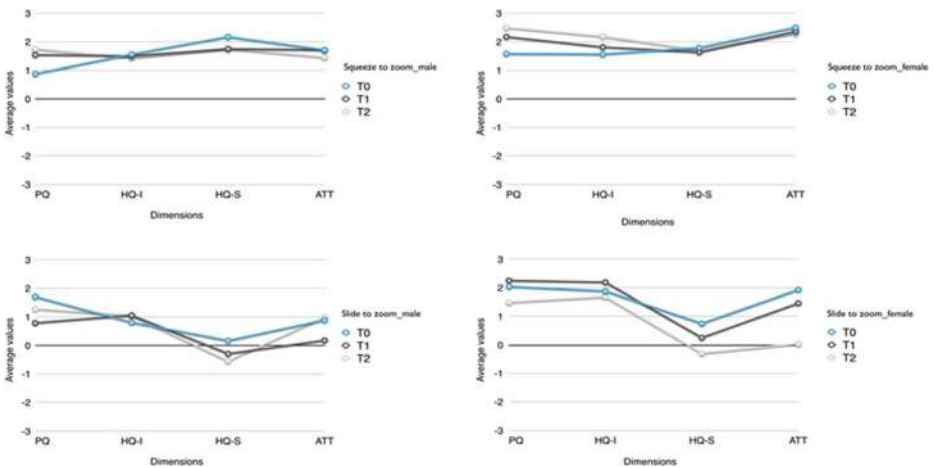 3
2
1
0
-1
-2
-3
Average values
PQ HQ-I HQ-S ATT
Dimensions
Squeeze to zoom_male
T0
T1
T2
3
2
1
0
-1
-2
-3
Average values
PQ HQ-I HQ-S ATT
Dimensions
Squeeze to zoom_female
T0
T1
T2
3
2
1
0
-1
-2
-3
Average values
PQ HQ-I HQ-S ATT
Dimensions
Slide to zoom_male
T0
T1
T2
3
2
1
0
-1
-2
-3
Average values
PQ HQ-I HQ-S ATT
Dimensions
Slide to zoom_female
T0
T1
T2